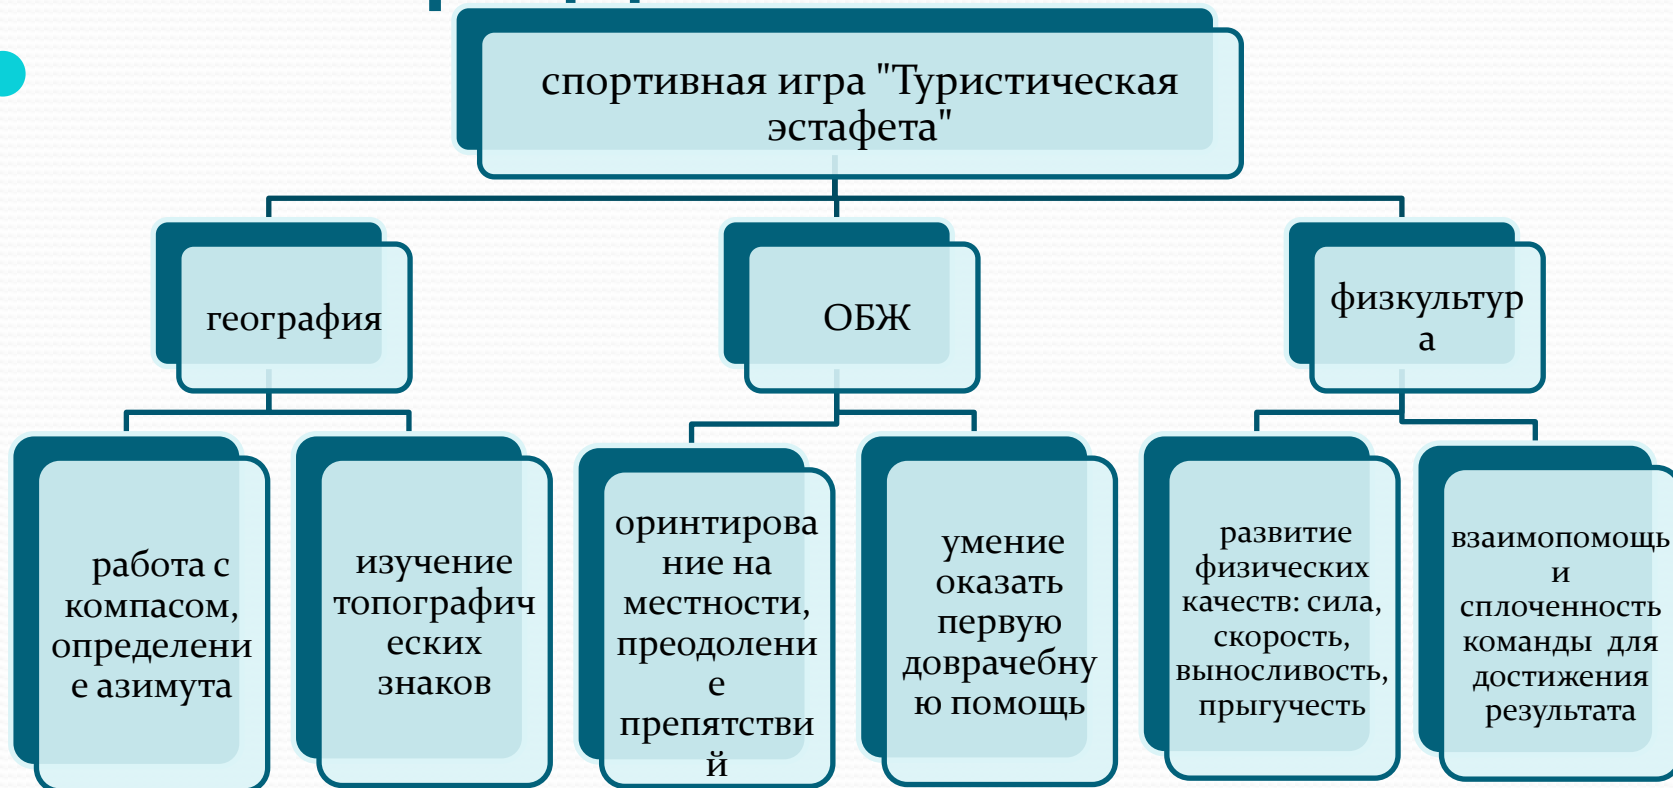 спортивная игра "Туристическая
эстафета"
география
ОБЖ
физкультур
а
работа с
компасом,
определени
е азимута
изучение
топографич
еских
знаков
оринтирова
ние на
местности,
преодолени
е
препятстви
й
умение
оказать
первую
доврачебну
ю помощь
развитие
физических
качеств: сила,
скорость,
выносливость,
прыгучесть
взаимопомощь
и
сплоченность
команды для
достижения
результата